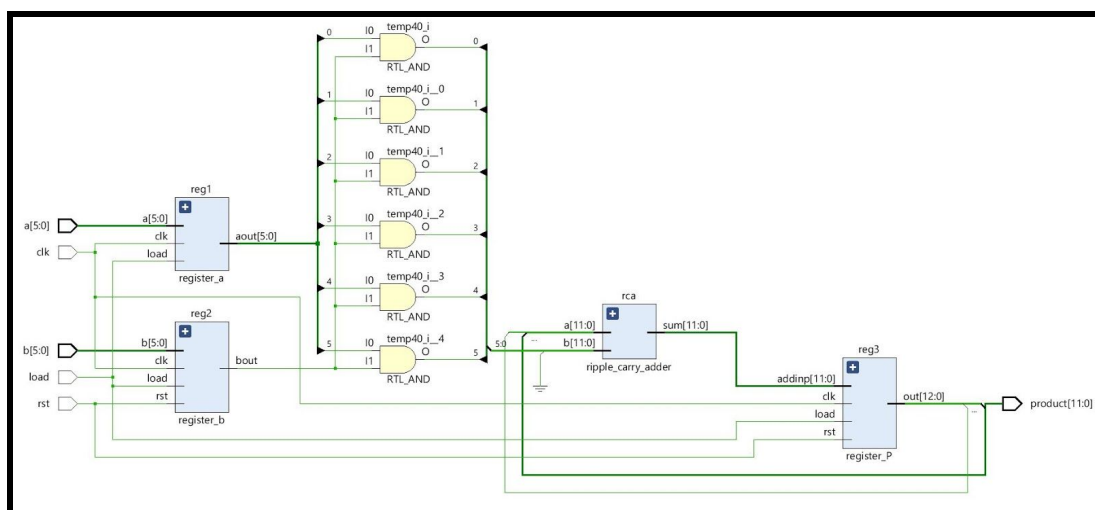 temp40_i
0
I0
O
0
I1
RTL_AND
temp40_i__0
1
I0
O
1
I1
RTL_AND
temp40_i__1
2
I0
O
2
I1
RTL_AND
temp40_i__2
3
I0
O
3
I1
RTL_AND
temp40_i__3
4
I0
O
4
I1
RTL_AND
temp40_i__4
5
I0
O
5
I1
RTL_AND
reg1
a[5:0]
a[5:0]
clk
clk
load
aout[5:0]
register_a
reg2
b[5:0]
b[5:0]
clk
load
load
rst
rst
bout
register_b
rca
5:0
...
a[11:0]
b[11:0]
sum[11:0]
ripple_carry_adder
reg3
addinp[11:0]
clk
load
rst
out[12:0]
...
product[11:0]
register_P